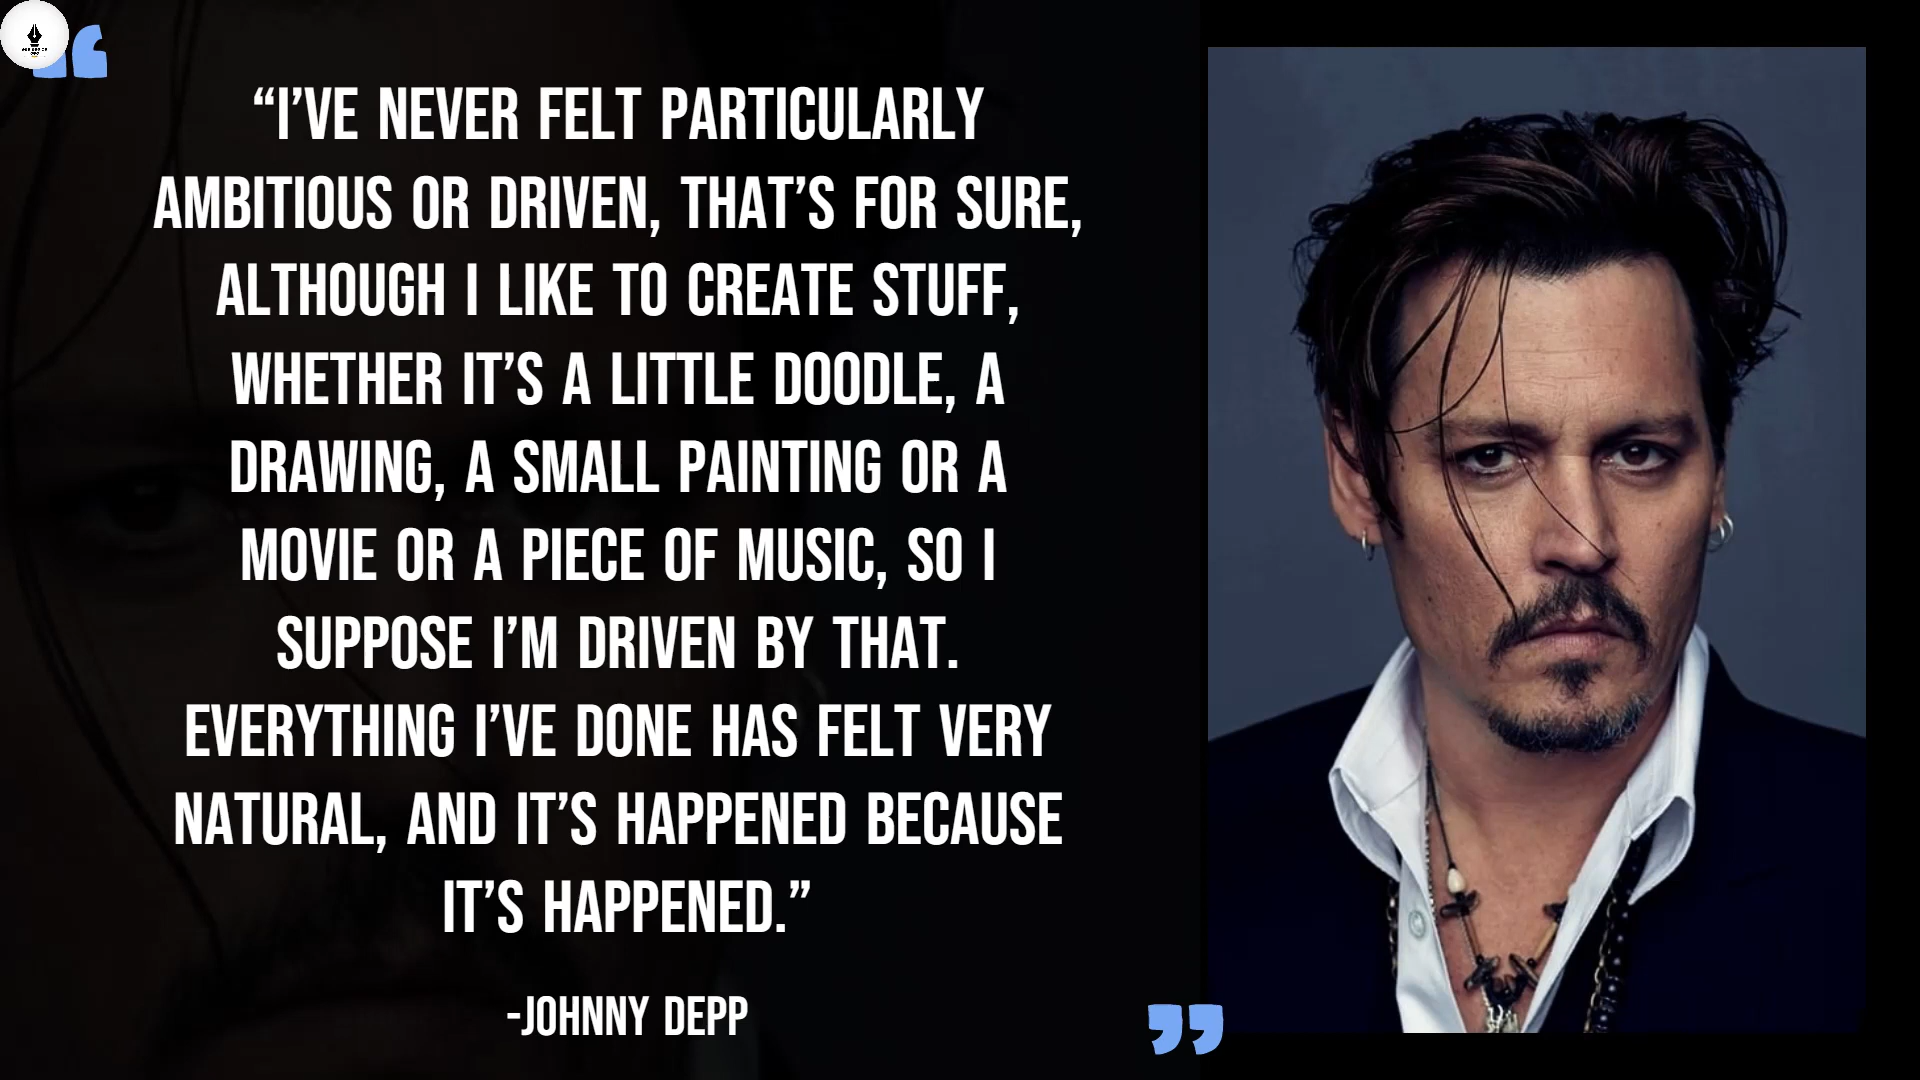 “I’VE NEVER FELT PARTICULARLY
AMBITIOUS OR DRIVEN, THAT’S FOR SURE,
ALTHOUGH I LIKE TO CREATE STUFF,
WHETHER IT’S A LITTLE DOODLE, A
DRAWING, A SMALL PAINTING OR A
MOVIE OR A PIECE OF MUSIC, SO I
SUPPOSE I’M DRIVEN BY THAT.
EVERYTHING I’VE DONE HAS FELT VERY
NATURAL, AND IT’S HAPPENED BECAUSE
IT’S HAPPENED.”
-JOHNNY DEPP